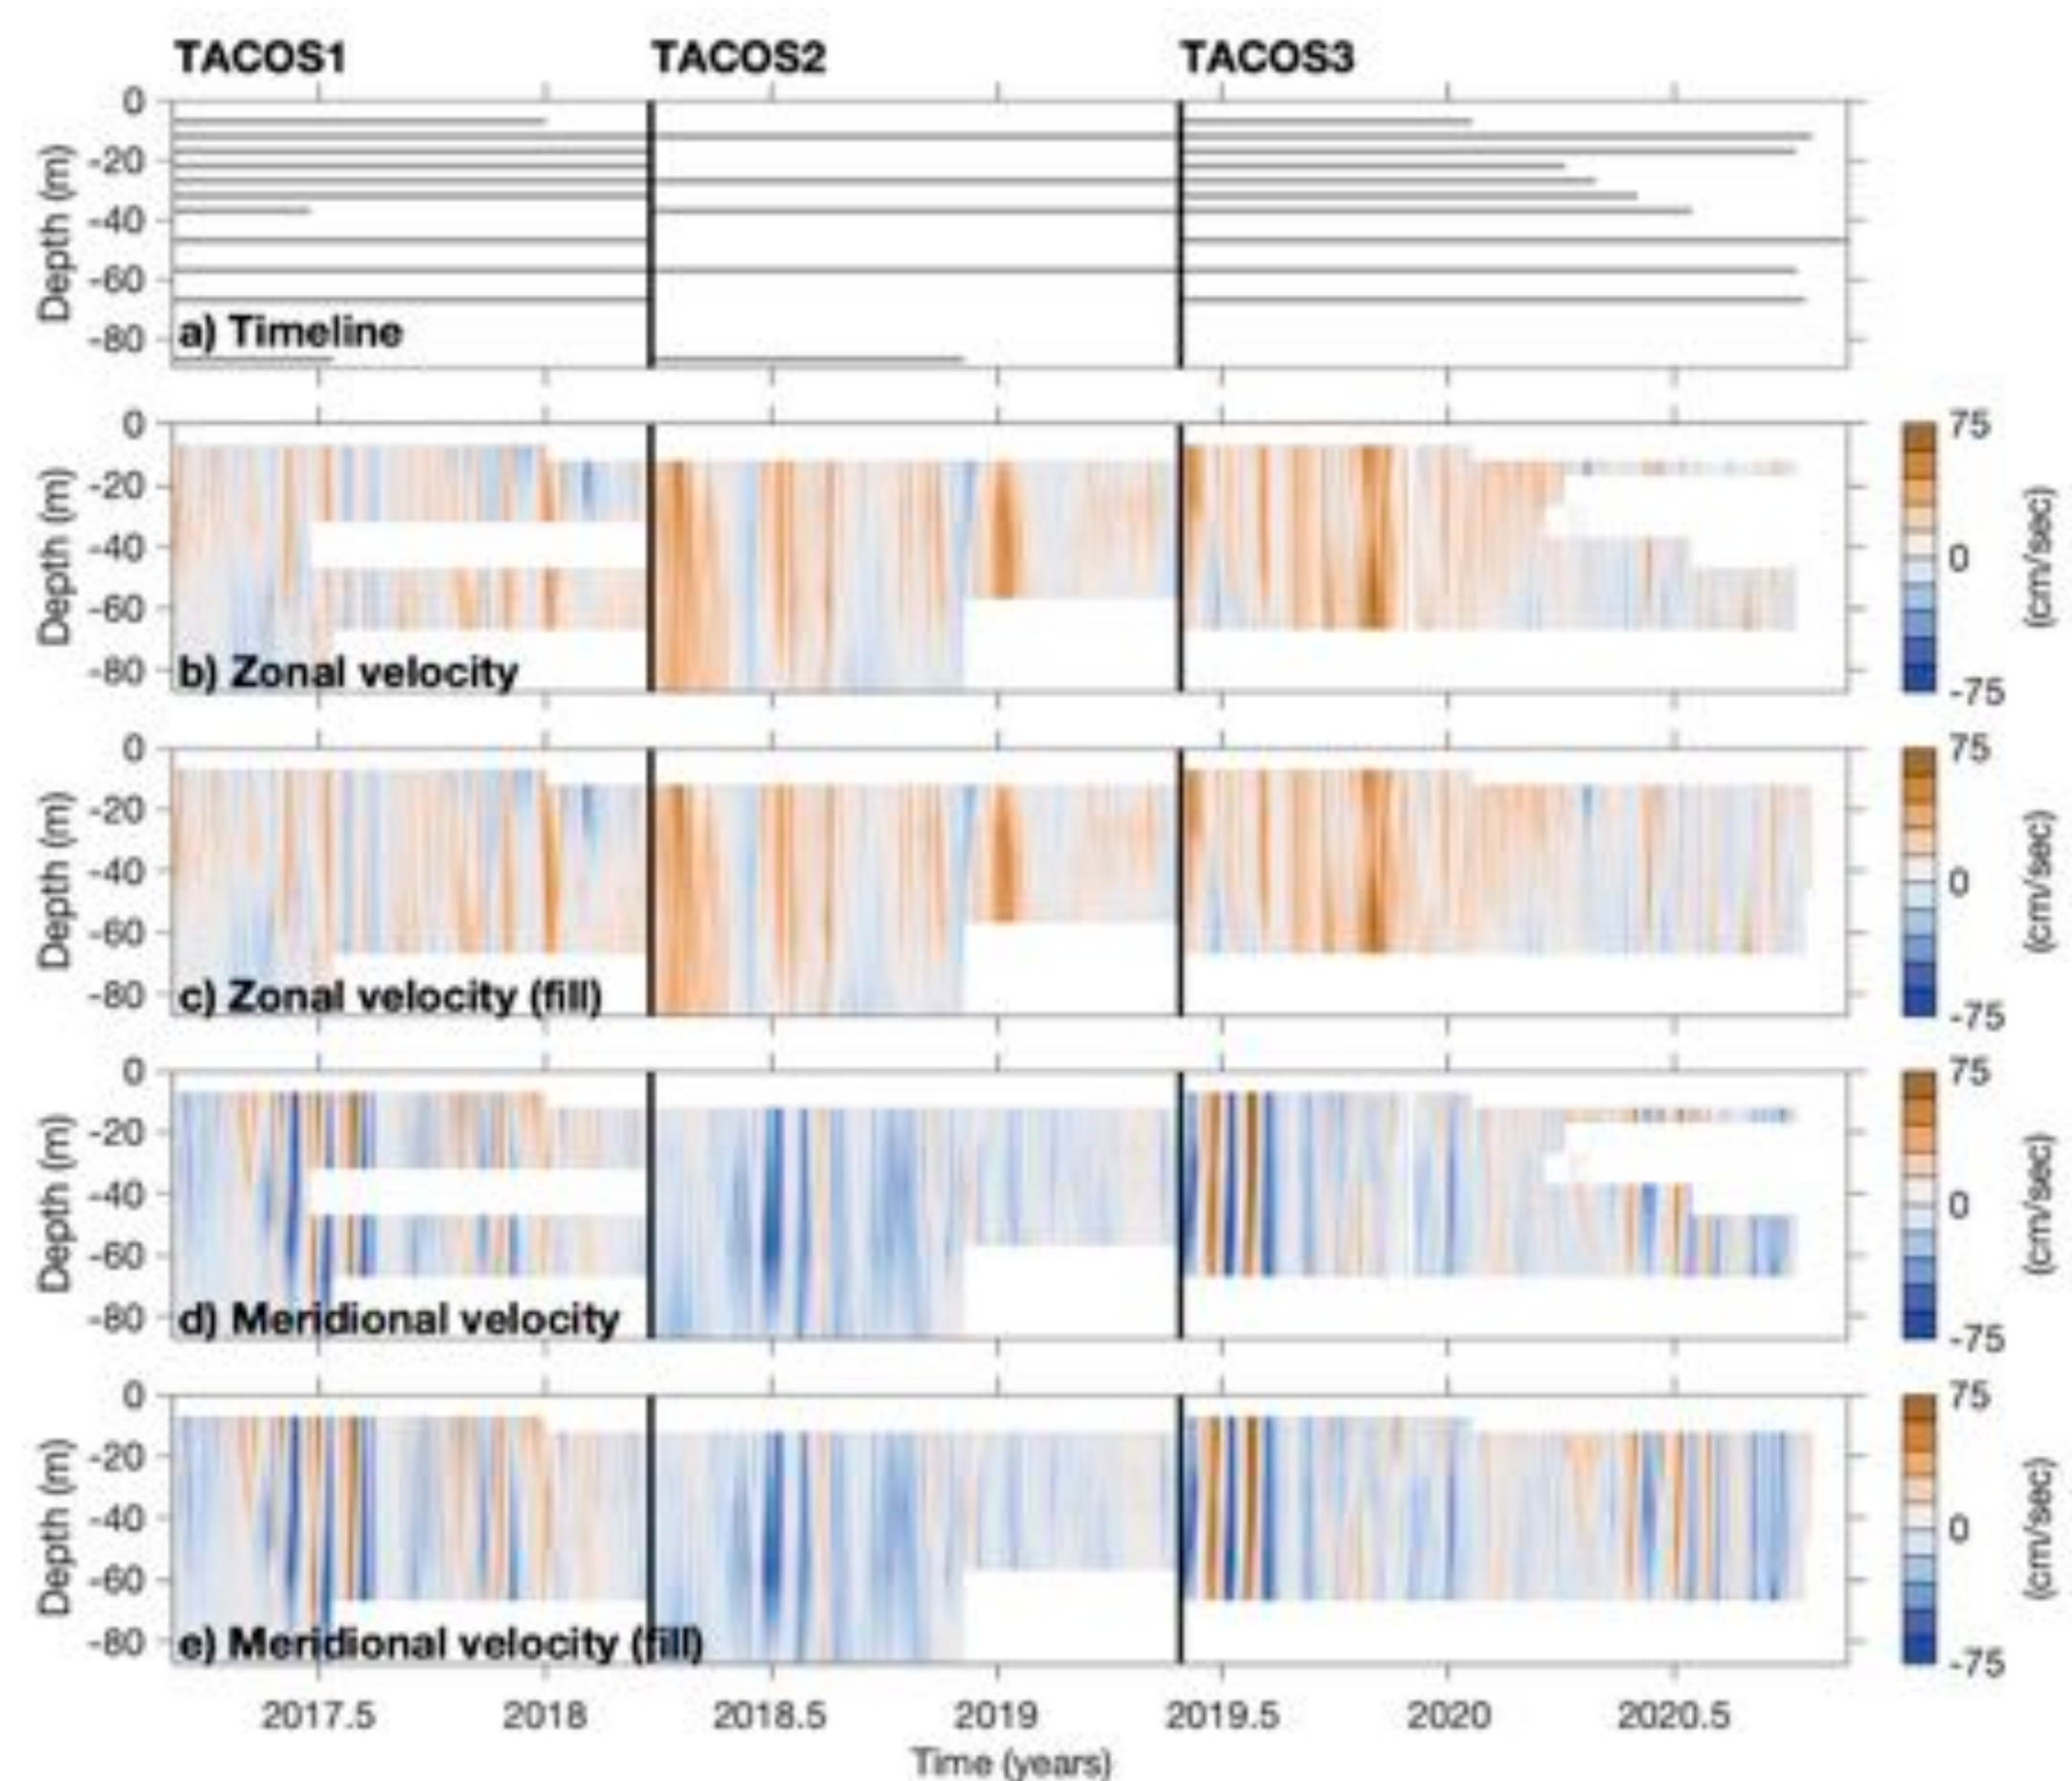 TACOS1 TACOS2 TACOS3
0
-20
-40
-60
-80
Depth (m)
a) Timeline
0
-20
-40
-60
-80
Depth (m)
b) Zonal velocity
75
0
-75
(cm/sec)
0
-20
-40
-60
-80
Depth (m)
c) Zonal velocity (fill)
75
0
-75
(cm/sec)
0
-20
-40
-60
-80
Depth (m)
d) Meridional velocity
75
0
-75
(cm/sec)
0
-20
-40
-60
-80
Depth (m)
e) Meridional velocity (fill)
75
0
-75
(cm/sec)
2017.5 2018 2018.5 2019 2019.5 2020 2020.5
Time (years)